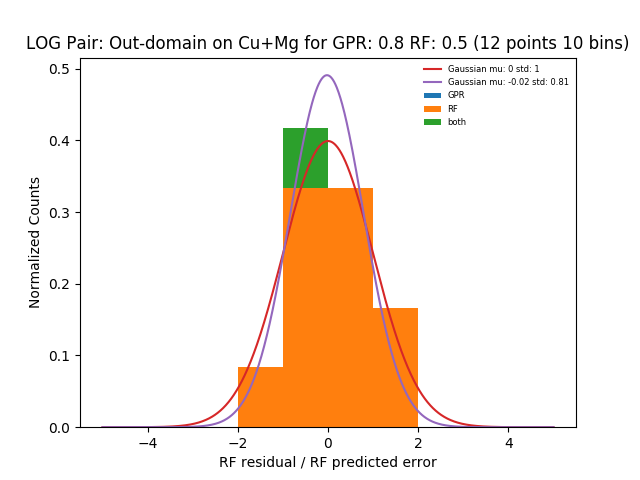 LOG Pair: Out-domain on Cu+Mg for GPR: 0.8 RF: 0.5 (12 points 10 bins)
Gaussian mu: 0 std: 1
Gaussian mu: -0.02 std: 0.81
GPR
RF
both
Normalized Counts
0.5
0.4
0.3
0.2
0.1
0.0
−4 −2 0 2 4
RF residual / RF predicted error